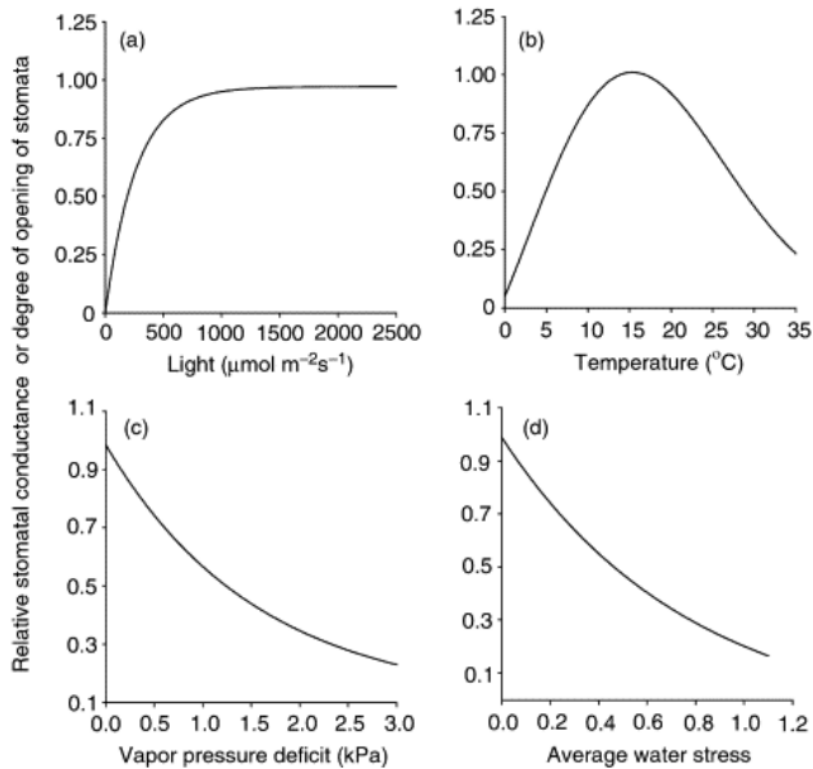 Relative stomatal conductance or degree of opening of stomata
(a)
1.25
1.00
0.75
0.50
0.25
0
0 500 1000 1500 2000 2500
Light (μmol m⁻²s⁻¹)
(b)
1.25
1.00
0.75
0.50
0.25
0
0 5 10 15 20 25 30 35
Temperature (°C)
(c)
1.1
0.9
0.7
0.5
0.3
0.1
0.0 0.5 1.0 1.5 2.0 2.5 3.0
Vapor pressure deficit (kPa)
(d)
1.1
0.9
0.7
0.5
0.3
0.1
0.0 0.2 0.4 0.6 0.8 1.0 1.2
Average water stress